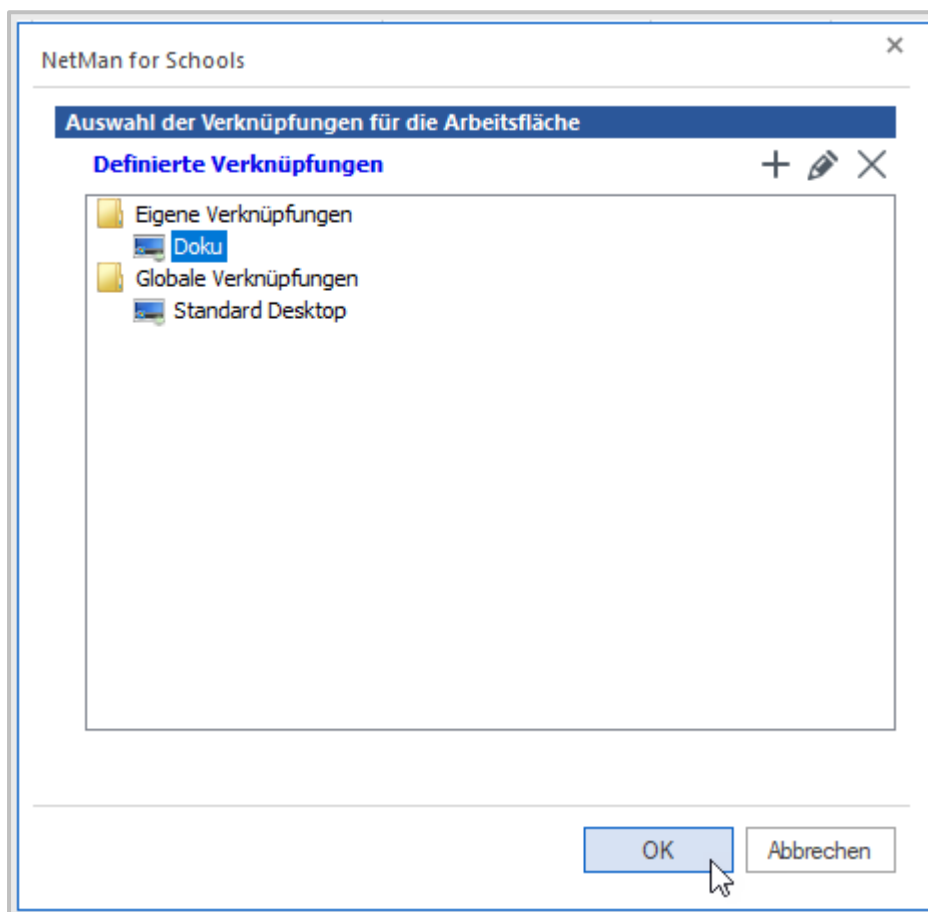 NetMan for Schools
Auswahl der Verknüpfungen für die Arbeitsfläche
Definierte Verknüpfungen
Eigene Verknüpfungen
Doku
Globale Verknüpfungen
Standard Desktop
OK
Abbrechen